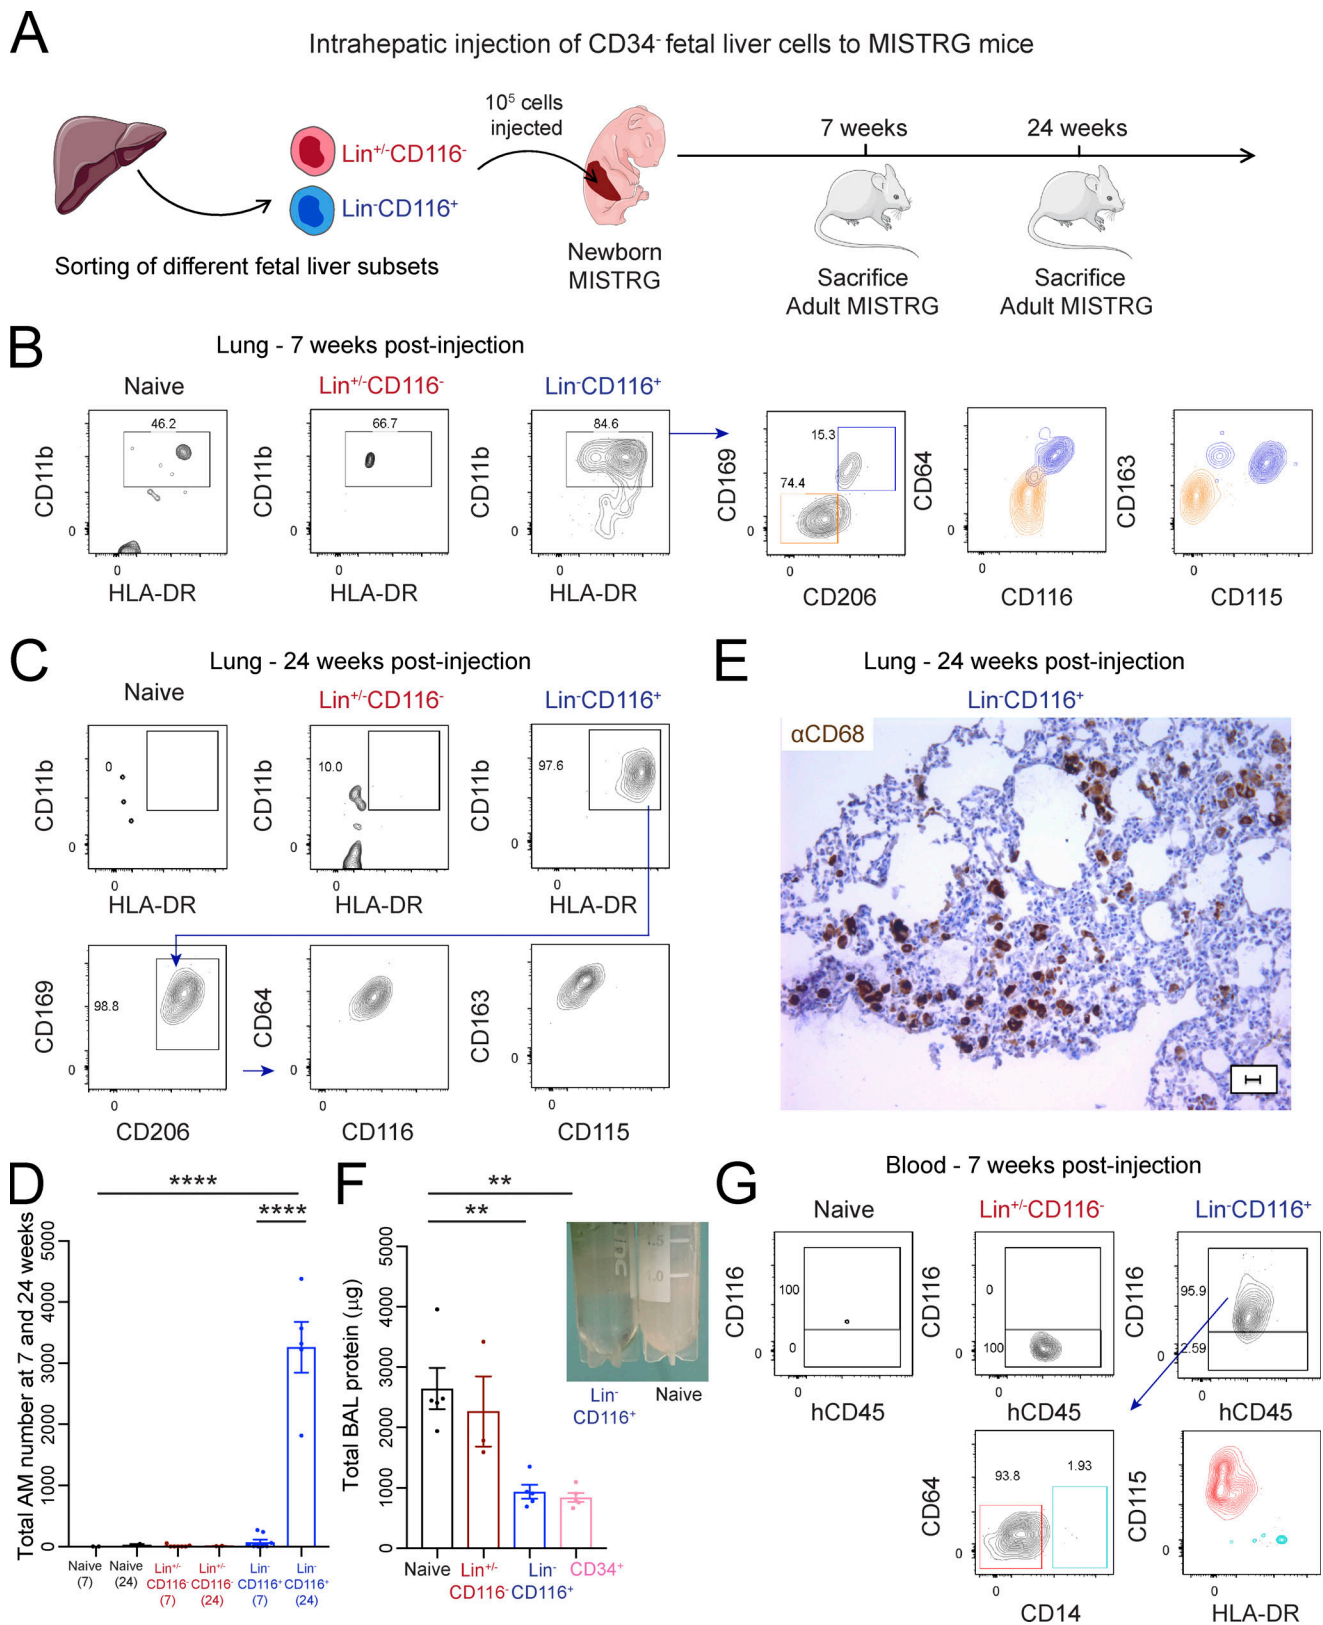 A
Intrahepatic injection of CD34⁻ fetal liver cells to MISTRG mice
10⁵ cells
injected
7 weeks
24 weeks
Lin⁺/⁻CD116⁻
Lin⁻CD116⁺
Sorting of different fetal liver subsets
Newborn
MISTRG
Sacrifice
Adult MISTRG
Sacrifice
Adult MISTRG
B
Lung - 7 weeks post-injection
Naive
Lin⁺/⁻CD116⁻
Lin⁻CD116⁺
46.2
66.7
84.6
15.3
74.4
CD11b
CD11b
CD11b
CD169
CD64
CD163
0
0
0
0
0
0
0
0
0
0
HLA-DR
HLA-DR
HLA-DR
CD206
CD116
CD115
C
Lung - 24 weeks post-injection
Naive
Lin⁺/⁻CD116⁻
Lin⁻CD116⁺
0
10.0
97.6
CD11b
CD11b
CD11b
0
0
0
0
0
HLA-DR
HLA-DR
HLA-DR
98.8
CD169
CD64
CD163
0
0
0
0
0
CD206
CD116
CD115
E
Lung - 24 weeks post-injection
Lin⁻CD116⁺
αCD68
D
****
****
Total AM number at 7 and 24 weeks
5000
4000
3000
2000
1000
0
Naive
(7)
Naive
(24)
Lin⁺/⁻
CD116⁻
(7)
Lin⁺/⁻
CD116⁻
(24)
Lin⁻
CD116⁺
(7)
Lin⁻
CD116⁺
(24)
F
**
**
Total BAL protein (µg)
5000
4000
3000
2000
1000
0
Naive
Lin⁺/⁻
CD116⁻
Lin⁻
CD116⁺
CD34⁺
1.0
Lin⁻
CD116⁺
Naive
G
Blood - 7 weeks post-injection
Naive
Lin⁺/⁻CD116⁻
Lin⁻CD116⁺
CD116
CD116
CD116
100
0
0
100
95.9
2.59
0
0
0
0
0
hCD45
hCD45
hCD45
93.8
1.93
CD64
CD115
0
0
0
CD14
HLA-DR